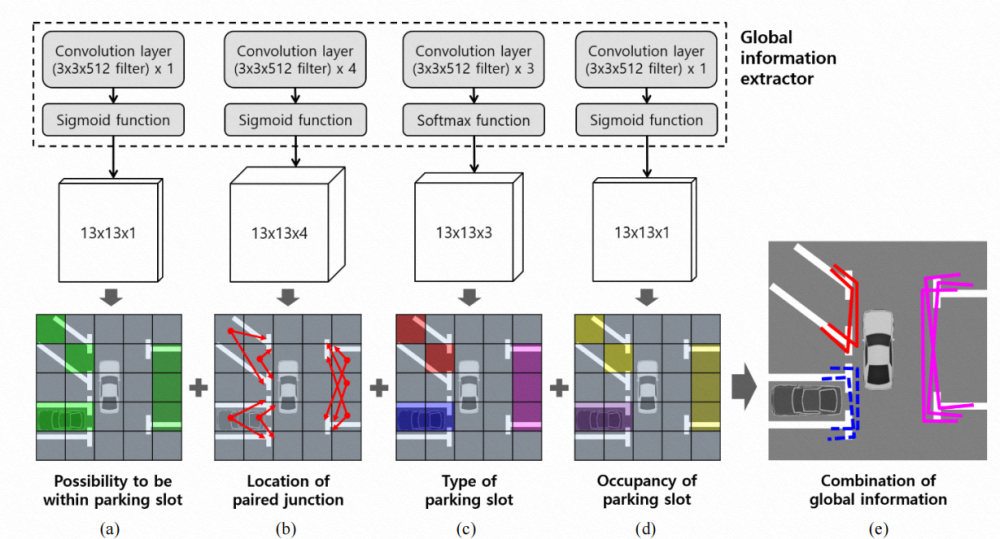 Convolution layer
(3x3x512 filter) x 1
Sigmoid function
Convolution layer
(3x3x512 filter) x 4
Sigmoid function
Convolution layer
(3x3x512 filter) x 3
Softmax function
Convolution layer
(3x3x512 filter) x 1
Sigmoid function
Global
information
extractor
13x13x1
13x13x4
13x13x3
13x13x1
Possibility to be
within parking slot
(a)
Location of
paired junction
(b)
Type of
parking slot
(c)
Occupancy of
parking slot
(d)
Combination of
global information
(e)